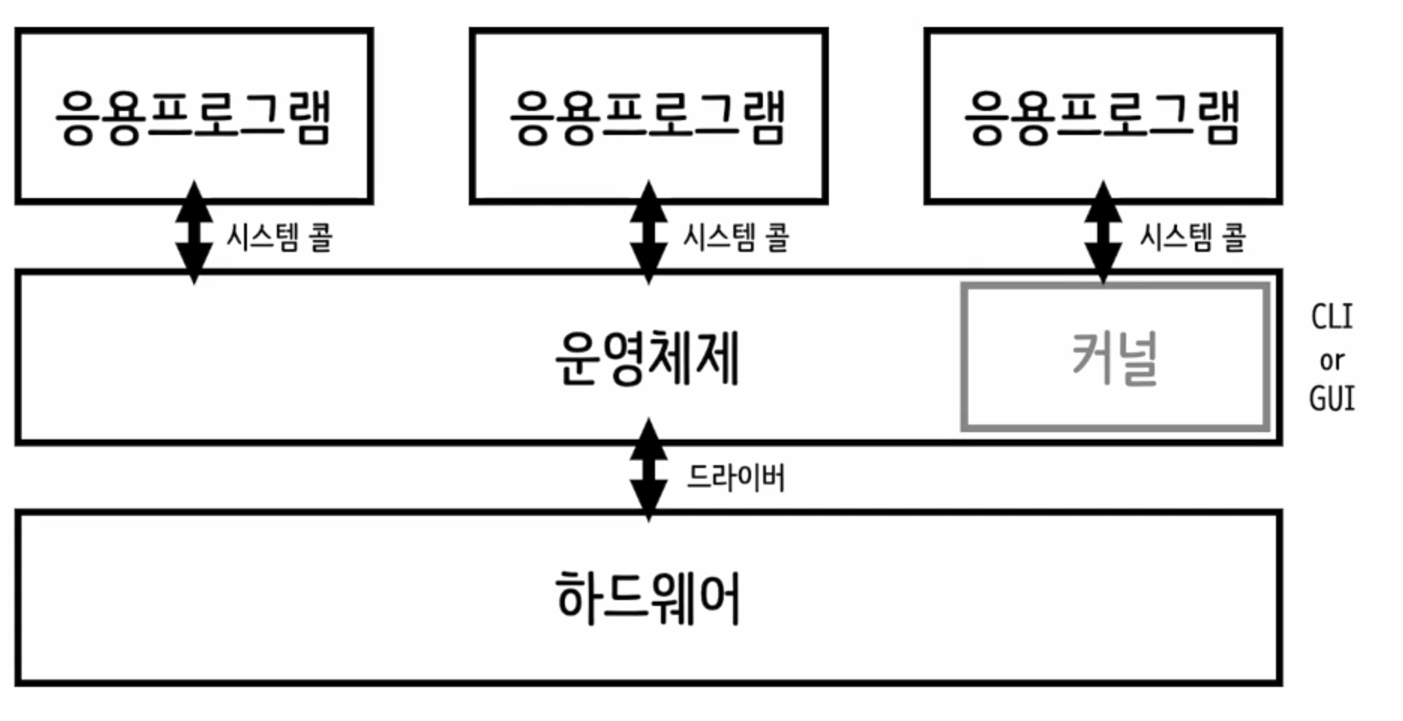 응용프로그램
응용프로그램
응용프로그램
시스템 콜
시스템 콜
시스템 콜
운영체제
커널
CLI
or
GUI
드라이버
하드웨어